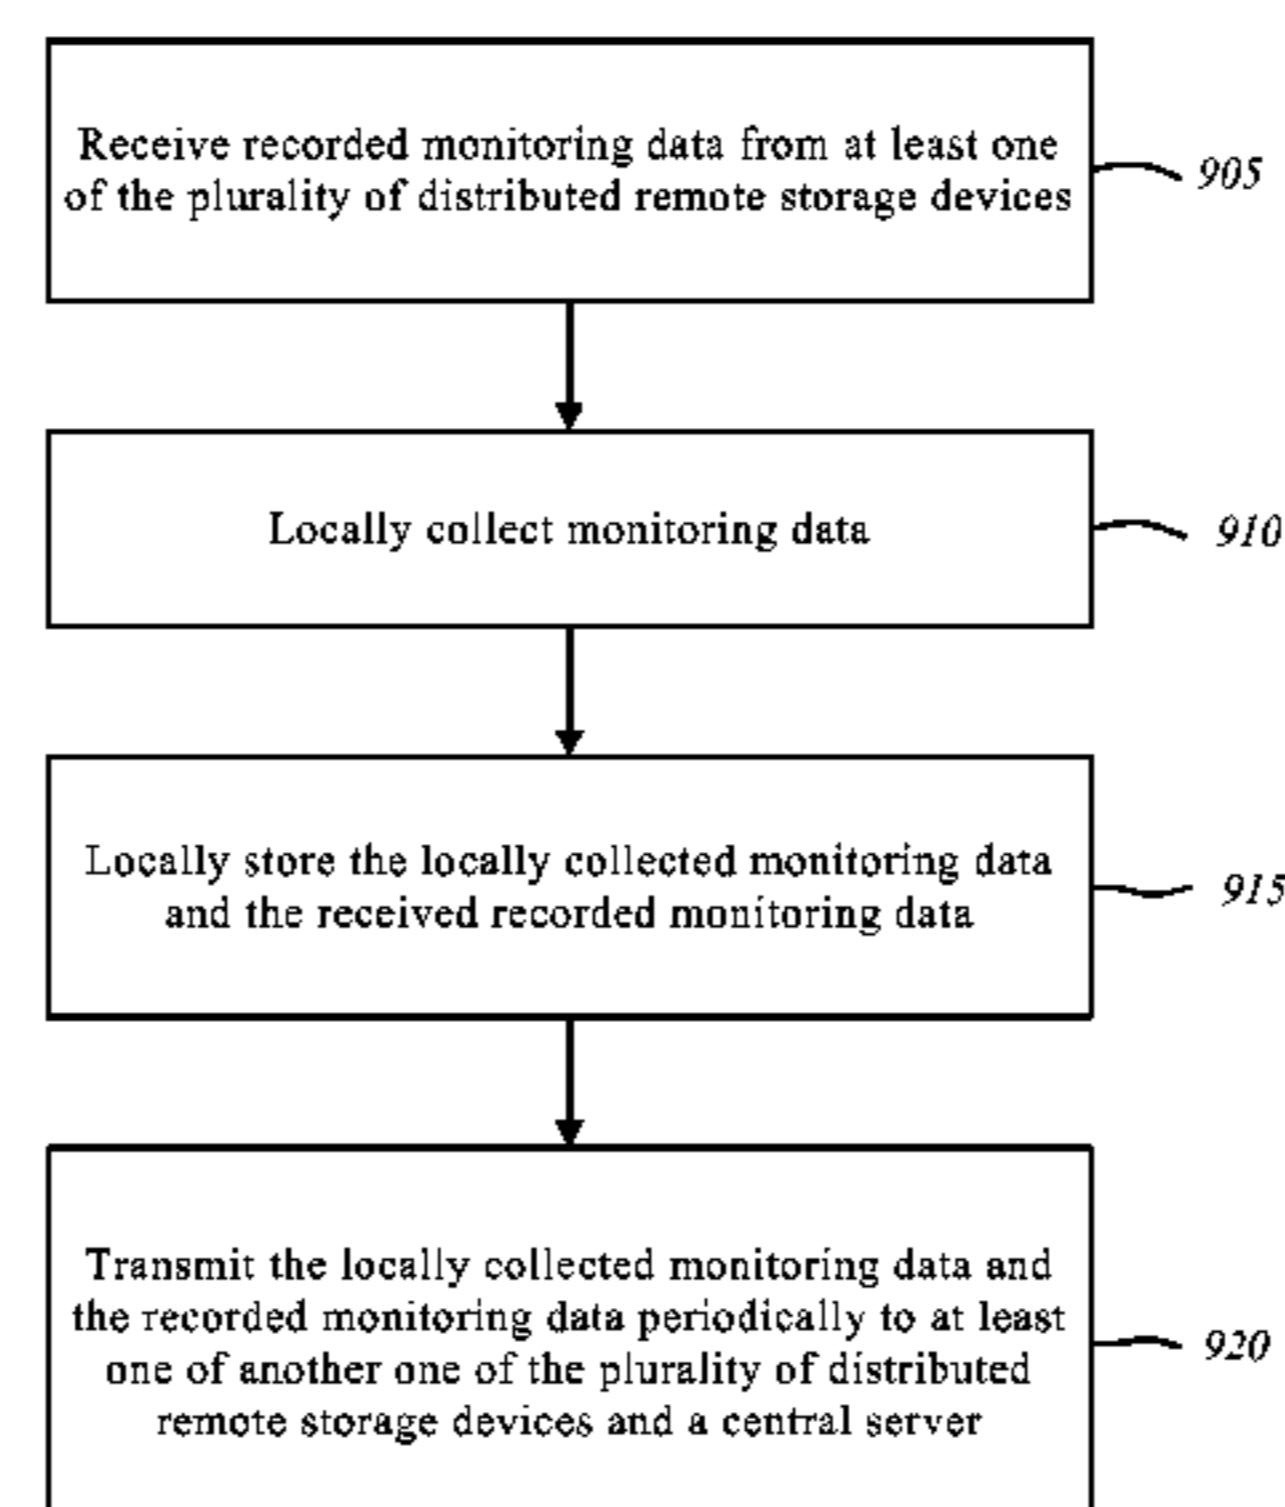 Receive recorded monitoring data from at least one
of the plurality of distributed remote storage devices
905
Locally collect monitoring data
910
Locally store the locally collected monitoring data
and the received recorded monitoring data
915
Transmit the locally collected monitoring data and
the recorded monitoring data periodically to at least
one of another one of the plurality of distributed
remote storage devices and a central server
920